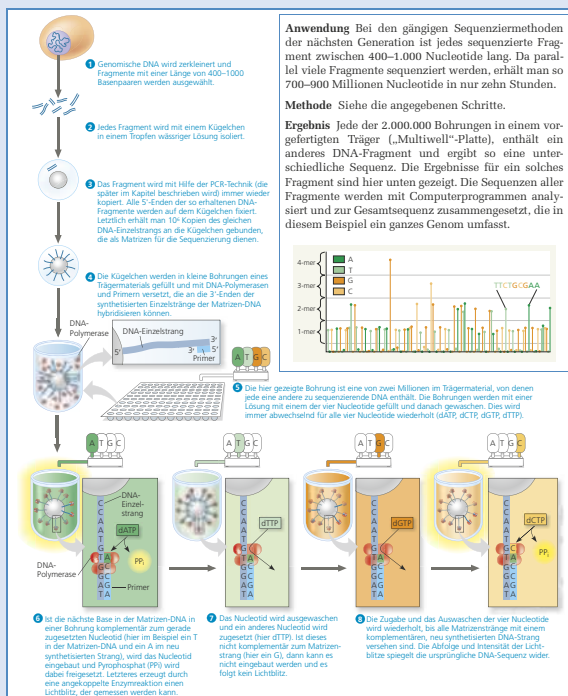 1 Genomische DNA wird zerkleinert und
Fragmente mit einer Länge von 400–1000
Basenpaaren werden ausgewählt.
2 Jedes Fragment wird mit einem Kügelchen
in einem Tropfen wässriger Lösung isoliert.
3 Das Fragment wird mit Hilfe der PCR-Technik (die
später im Kapitel beschrieben wird) immer wieder
kopiert. Alle 5'-Enden der so erhaltenen DNA-
Fragmente werden auf dem Kügelchen fixiert.
Letztlich erhält man 10⁶ Kopien des gleichen
DNA-Einzelstrangs an die Kügelchen gebunden,
die als Matrizen für die Sequenzierung dienen.
4 Die Kügelchen werden in kleine Bohrungen eines
Trägermaterials gefüllt und mit DNA-Polymerasen
und Primern versetzt, die an die 3'-Enden der
synthetisierten Einzelstränge der Matrizen-DNA
hybridisieren können.
Anwendung Bei den gängigen Sequenziermethoden
der nächsten Generation ist jedes sequenzierte Frag-
ment zwischen 400–1.000 Nucleotide lang. Da paral-
lel viele Fragmente sequenziert werden, erhält man so
700–900 Millionen Nucleotide in nur zehn Stunden.
Methode Siehe die angegebenen Schritte.
Ergebnis Jede der 2.000.000 Bohrungen in einem vor-
gefertigten Träger („Multiwell“-Platte), enthält ein
anderes DNA-Fragment und ergibt so eine unter-
schiedliche Sequenz. Die Ergebnisse für ein solches
Fragment sind hier unten gezeigt. Die Sequenzen aller
Fragmente werden mit Computerprogrammen analy-
siert und zur Gesamtsequenz zusammengesetzt, die in
diesem Beispiel ein ganzes Genom umfasst.
4-mer
3-mer
2-mer
1-mer
A
T
G
C
TTCTGCGAA
DNA-
Polymerase
DNA-Einzelstrang
5'
3'
3'
5'
Primer
A T G C
5 Die hier gezeigte Bohrung ist eine von zwei Millionen im Trägermaterial, von denen
jede eine andere zu sequenzierende DNA enthält. Die Bohrungen werden mit einer
Lösung mit einem der vier Nucleotide gefüllt und danach gewaschen. Dies wird
immer abwechselnd für alle vier Nucleotide wiederholt (dATP, dCTP, dGTP, dTTP).
A T G C
A T G C
A T G C
A T G C
DNA-
Einzel-
strang
dATP
PPi
DNA-
Polymerase
Primer
dTTP
dGTP
dCTP
PPi
6 Ist die nächste Base in der Matrizen-DNA in
einer Bohrung komplementär zum gerade
zugesetzten Nucleotid (hier im Beispiel ein T
in der Matrizen-DNA und ein A im neu
synthetisierten Strang), wird das Nucleotid
eingebaut und Pyrophosphat (PPi) wird
dabei freigesetzt. Letzteres erzeugt durch
eine angekoppelte Enzymreaktion einen
Lichtblitz, der gemessen werden kann.
7 Das Nucleotid wird ausgewaschen
und ein anderes Nucleotid wird
zugesetzt (hier dTTP). Ist dieses
nicht komplementär zum Matrizen-
strang (hier ein G), dann kann es
nicht eingebaut werden und es
folgt kein Lichtblitz.
8 Die Zugabe und das Auswaschen der vier Nucleotide
wird wiederholt, bis alle Matrizenstränge mit einem
komplementären, neu synthetisierten DNA-Strang
versehen sind. Die Abfolge und Intensität der Licht-
blitze spiegelt die ursprüngliche DNA-Sequenz wider.